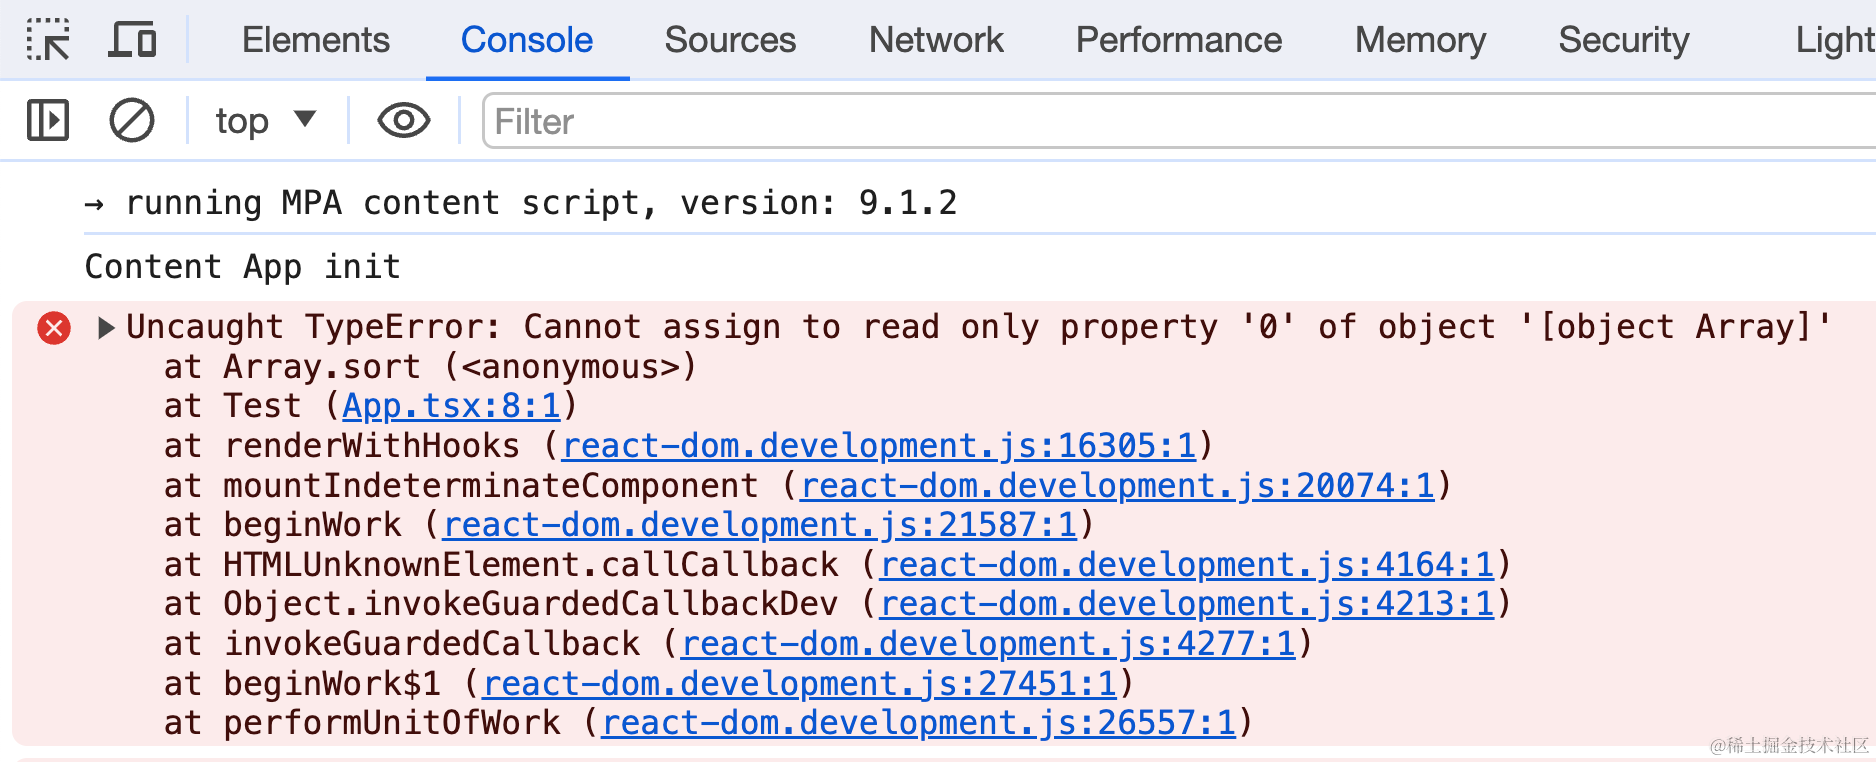 Elements Console Sources Network Performance Memory Security Light
top Filter
→ running MPA content script, version: 9.1.2
Content App init
Uncaught TypeError: Cannot assign to read only property '0' of object '[object Array]'
at Array.sort (<anonymous>)
at Test (App.tsx:8:1)
at renderWithHooks (react-dom.development.js:16305:1)
at mountIndeterminateComponent (react-dom.development.js:20074:1)
at beginWork (react-dom.development.js:21587:1)
at HTMLUnknownElement.callCallback (react-dom.development.js:4164:1)
at Object.invokeGuardedCallbackDev (react-dom.development.js:4213:1)
at invokeGuardedCallback (react-dom.development.js:4277:1)
at beginWork$1 (react-dom.development.js:27451:1)
at performUnitOfWork (react-dom.development.js:26557:1)
@稀土掘金技术社区